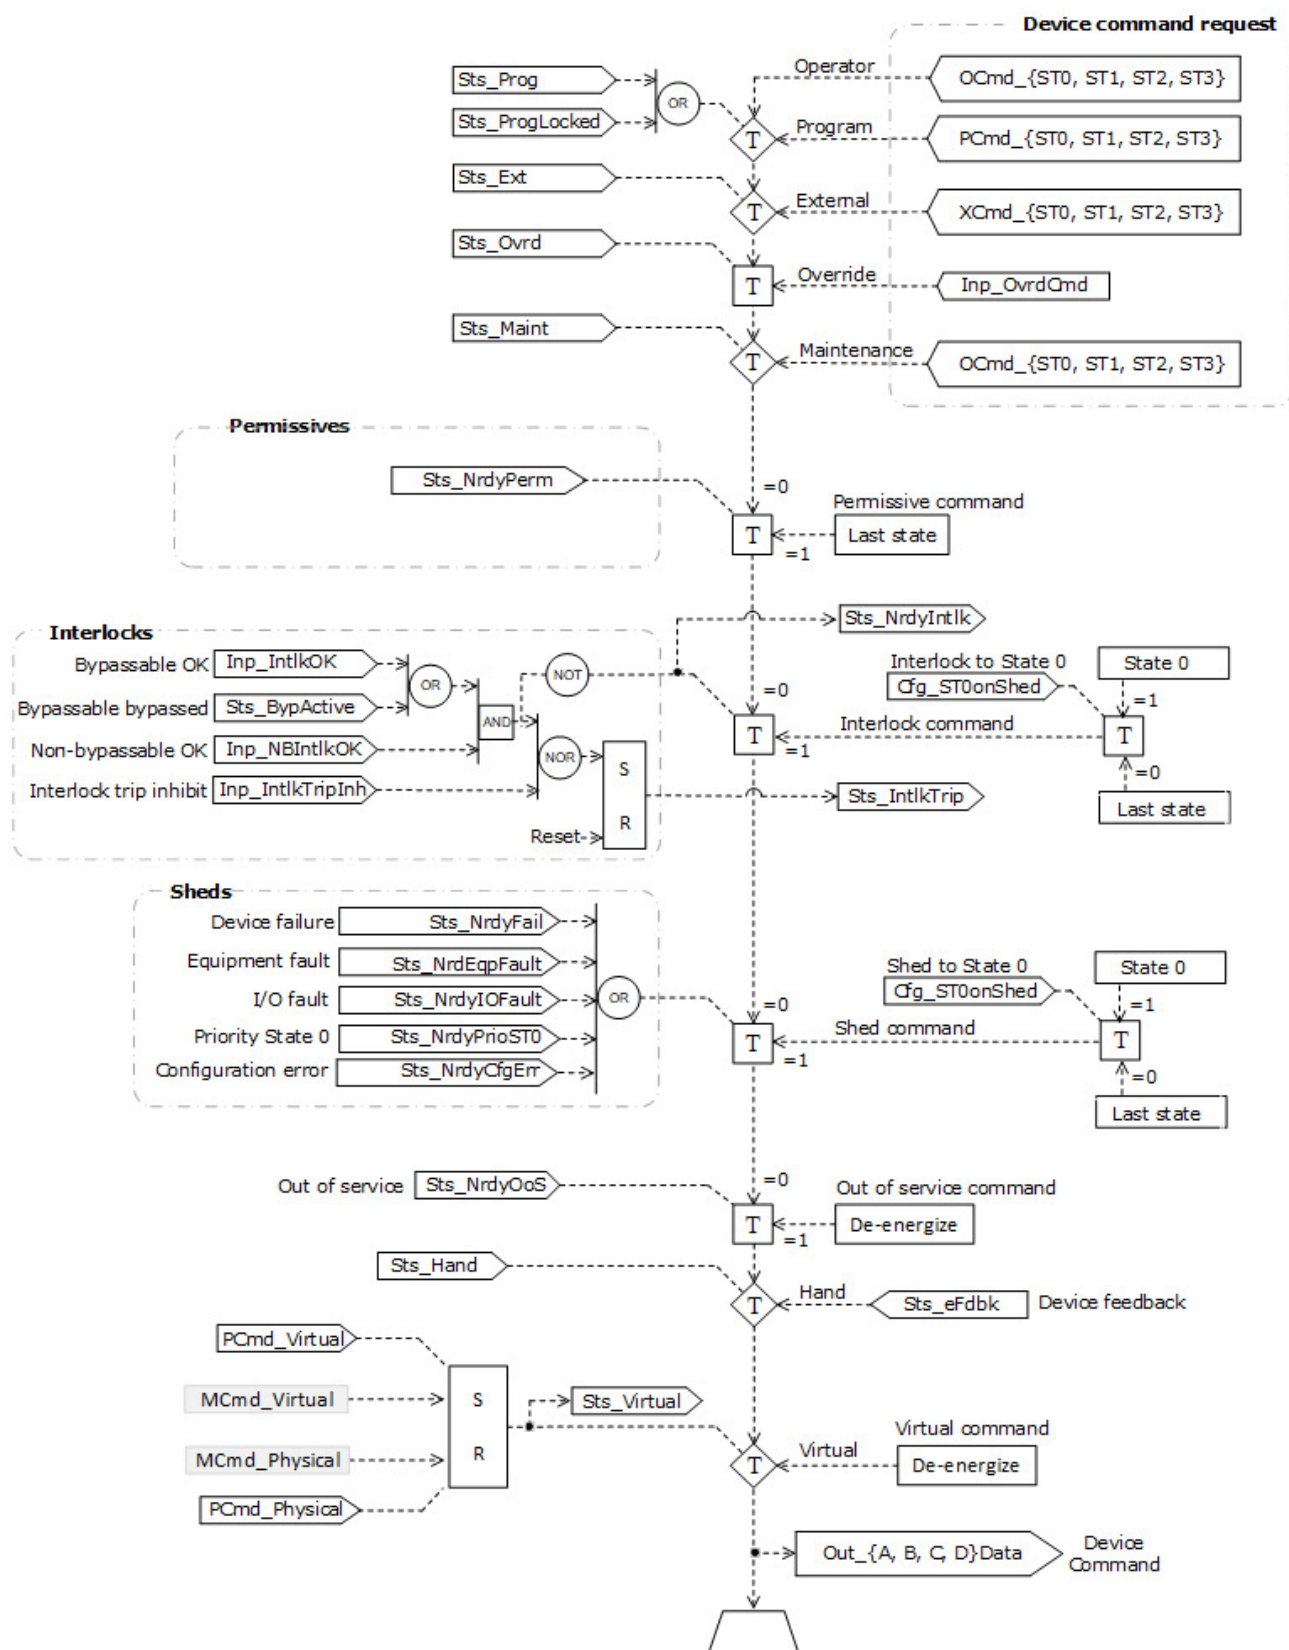 Device command request
Operator
OCmd_{ST0, ST1, ST2, ST3}
Sts_Prog
OR
Sts_ProgLocked
Program
T
PCmd_{ST0, ST1, ST2, ST3}
Sts_Ext
External
T
XCmd_{ST0, ST1, ST2, ST3}
Sts_Ovrd
Override
T
Inp_OvrdCmd
Sts_Maint
Maintenance
T
OCmd_{ST0, ST1, ST2, ST3}
Permissives
Sts_NrdyPerm
=0
Permissive command
T
Last state
=1
Interlocks
Sts_NrdyIntlk
Bypassable OK
Inp_IntlkOK
OR
NOT
Interlock to State 0
State 0
Cfg_ST0onShed
=0
=1
Bypassable bypassed
Sts_BypActive
AND
Interlock command
T
T
=1
Non-bypassable OK
Inp_NBIntlkOK
NOR
S
=0
Interlock trip inhibit
Inp_IntlkTripInh
Sts_IntlkTrip
Last state
R
Reset
Sheds
Device failure
Sts_NrdyFail
Equipment fault
Sts_NrdEqpFault
Shed to State 0
State 0
I/O fault
Sts_NrdyIOFault
OR
Cfg_ST0onShed
=0
=1
Priority State 0
Sts_NrdyPrioST0
Shed command
T
T
=1
Configuration error
Sts_NrdyCfgErr
=0
Last state
Out of service
Sts_NrdyOoS
=0
Out of service command
T
De-energize
=1
Sts_Hand
Hand
T
Sts_eFdbk
Device feedback
PCmd_Virtual
MCmd_Virtual
S
Sts_Virtual
Virtual command
MCmd_Physical
R
Virtual
T
De-energize
PCmd_Physical
Out_{A, B, C, D}Data
Device
Command